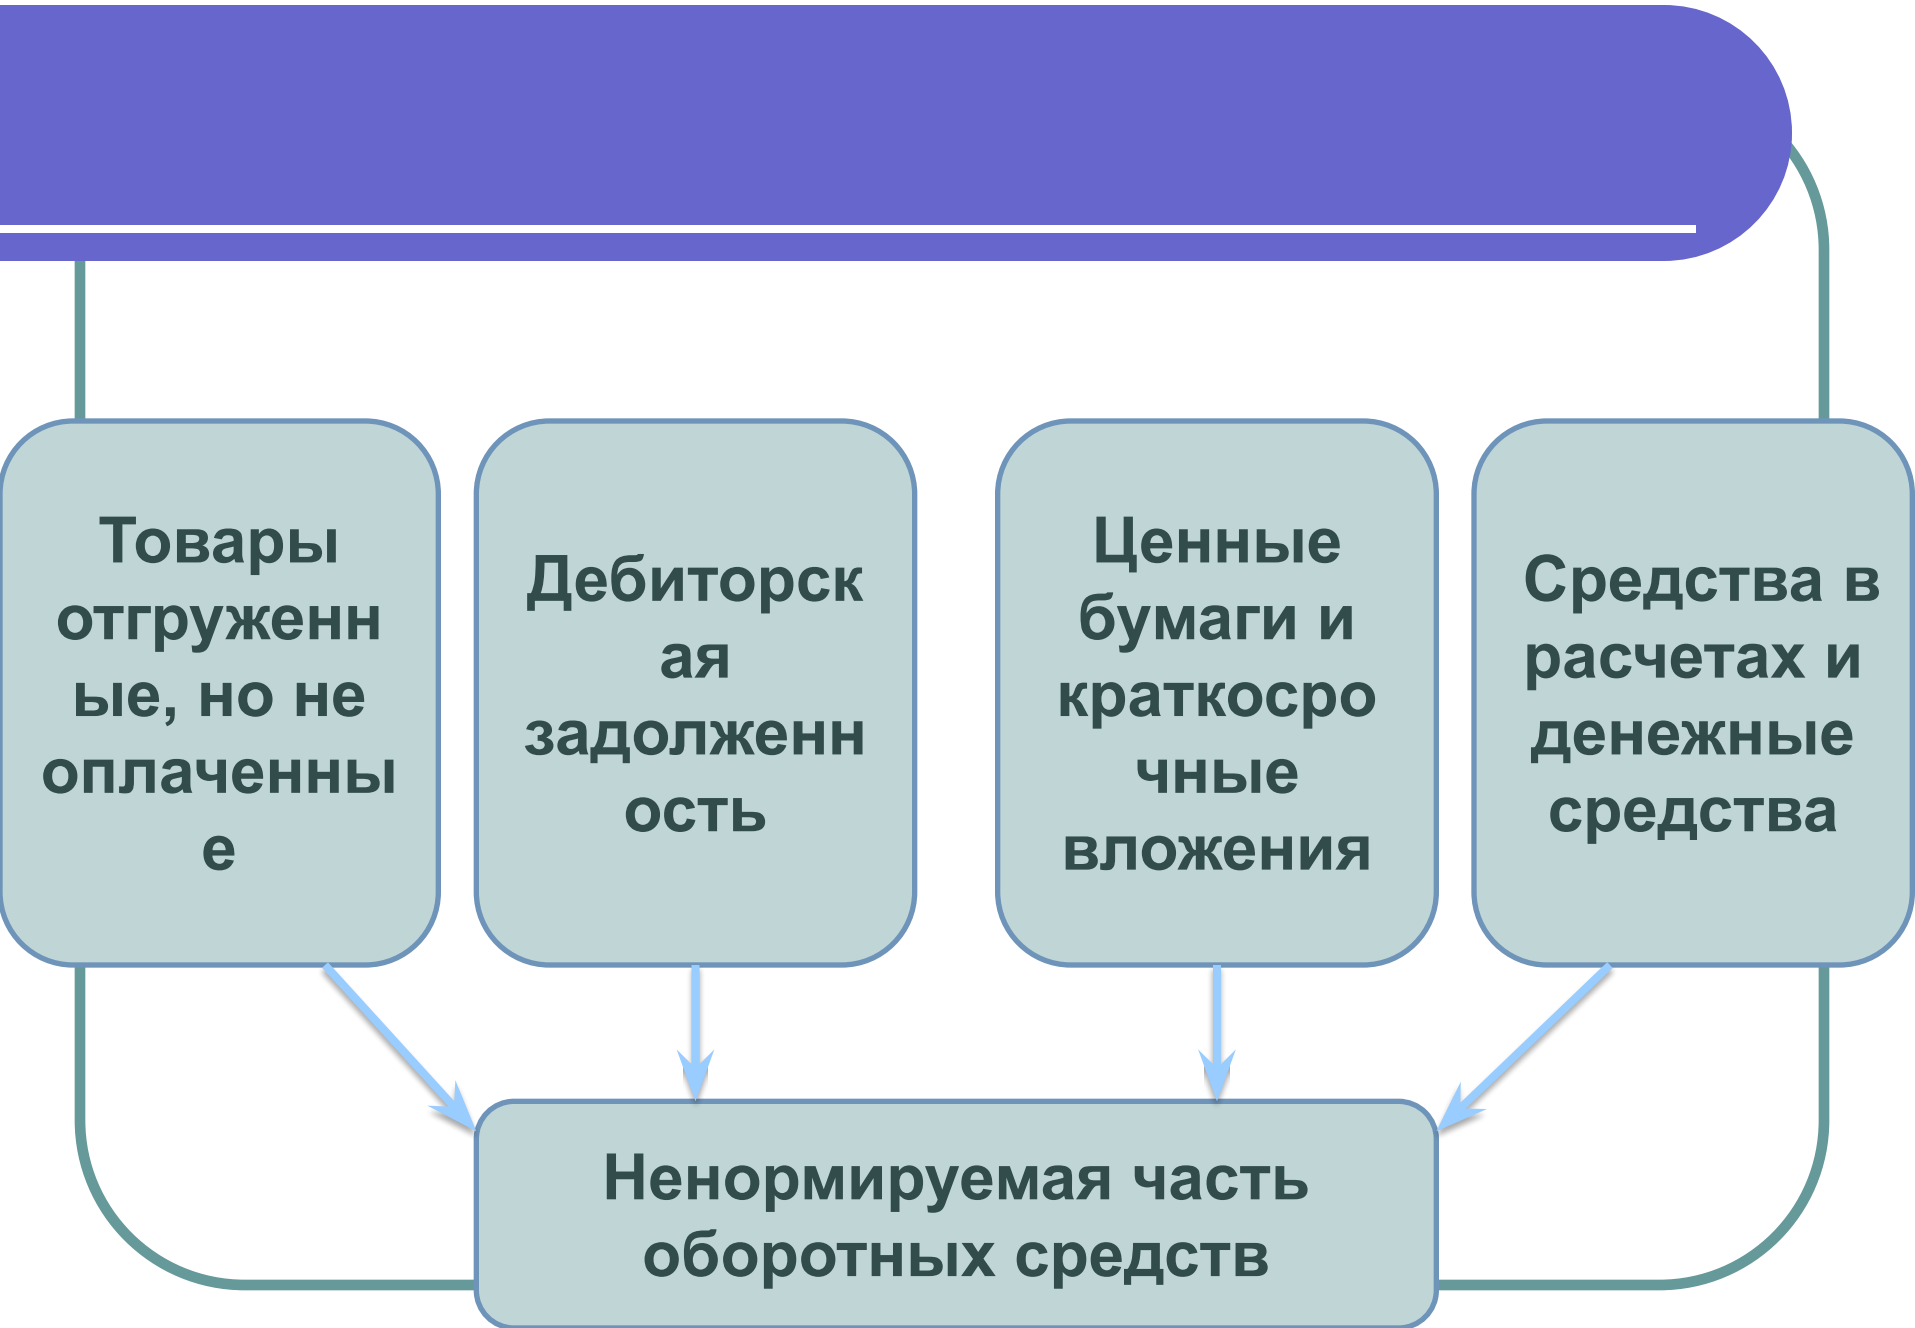 Товары
отгруженн
ые, но не
оплаченны
е
Дебиторск
ая
задолженн
ость
Ценные
бумаги и
краткосро
чные
вложения
Средства в
расчетах и
денежные
средства
Ненормируемая часть
оборотных средств